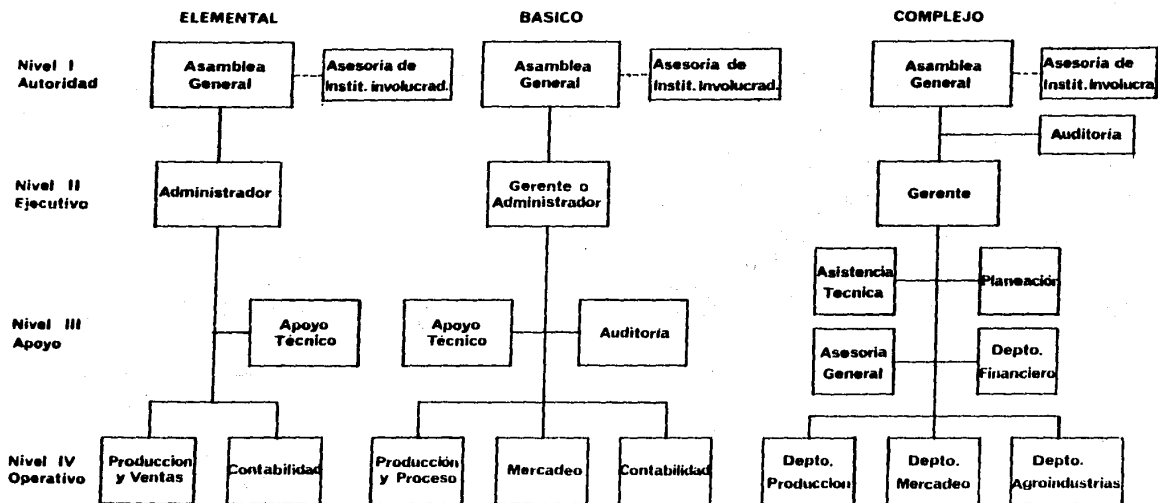 ELEMENTAL BASICO COMPLEJO
Nivel I
Autoridad
Asamblea
General
Asesoria de
Instit. involucrad.
Asamblea
General
Asesoria de
Instit. involucrad.
Asamblea
General
Asesoria de
Instit. involucra
Auditoría
Nivel II
Ejecutivo
Administrador
Gerente o
Administrador
Gerente
Asistencia
Tecnica
Planeación
Nivel III
Apoyo
Apoyo
Técnico
Apoyo
Técnico
Auditoría
Asesoria
General
Depto.
Financiero
Nivel IV
Operativo
Produccion
y Ventas
Contabilidad
Producción
y Proceso
Mercadeo
Contabilidad
Depto.
Produccion
Depto.
Mercadeo
Depto.
Agroindustrias